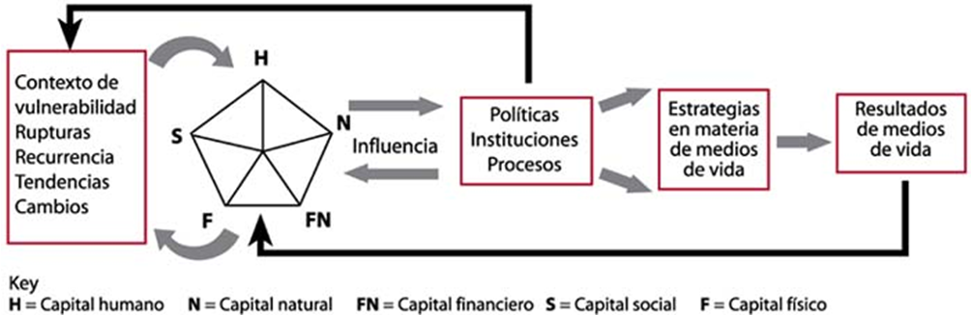 Contexto de
vulnerabilidad
Rupturas
Recurrencia
Tendencias
Cambios
H
S
N
F
FN
Influencia
Políticas
Instituciones
Procesos
Estrategias
en materia
de medios
de vida
Resultados
de medios
de vida
Key
H = Capital humano N = Capital natural FN = Capital financiero S = Capital social F = Capital físico